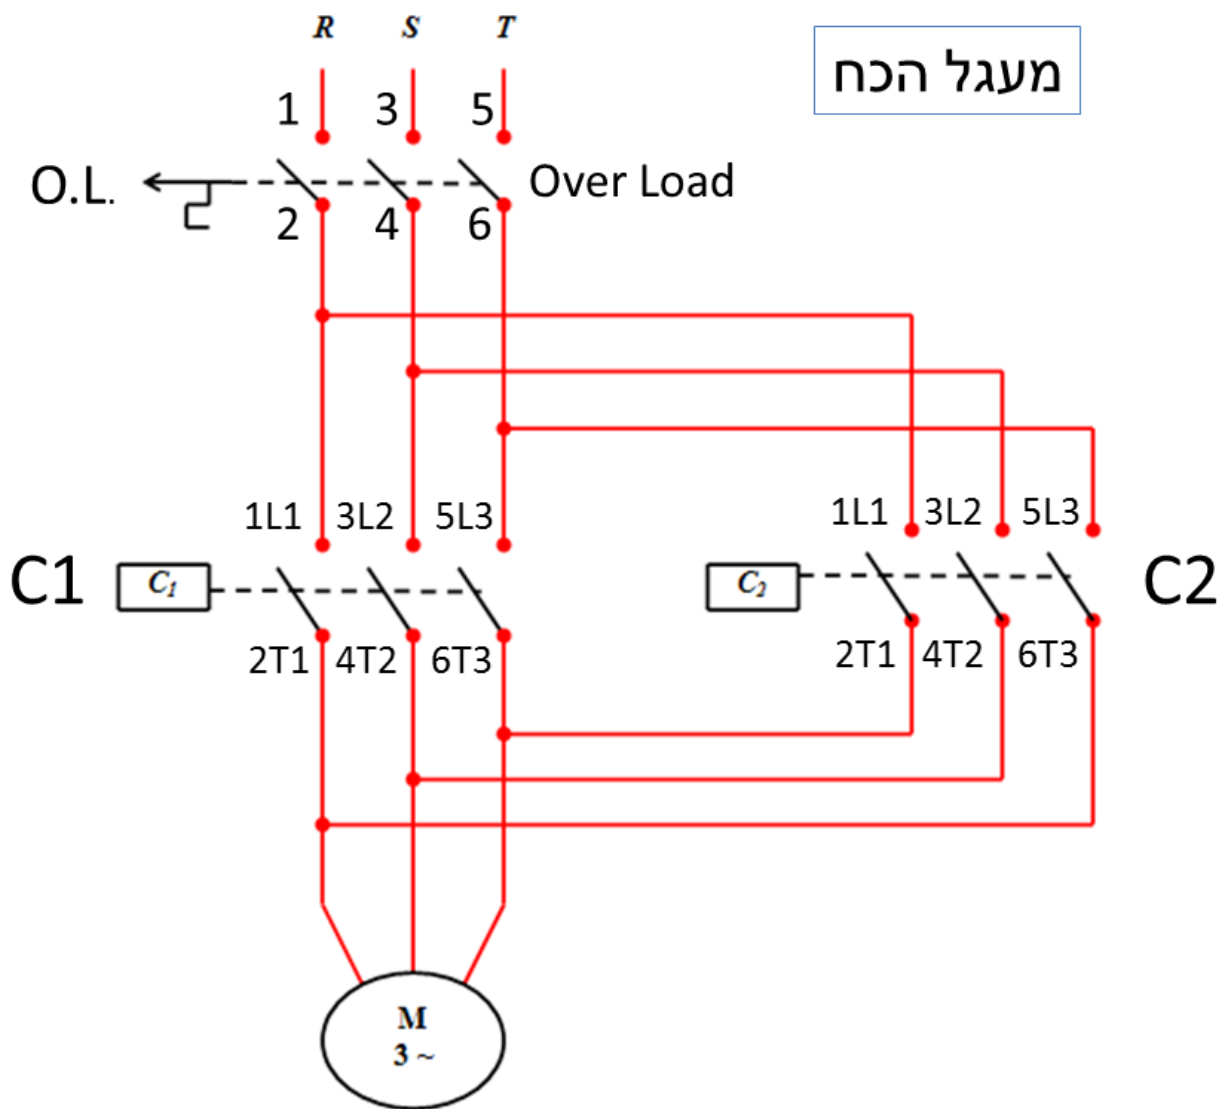 R S T
מעגל הכח
1 3 5
O.L. Over Load
2 4 6
1L1 3L2 5L3 1L1 3L2 5L3
C1 C1 C2 C2
2T1 4T2 6T3 2T1 4T2 6T3
M
3 ~